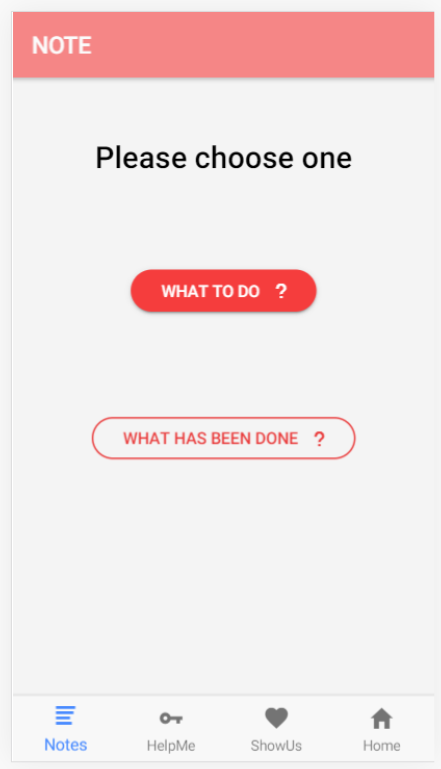 NOTE
Please choose one
WHAT TO DO ?
WHAT HAS BEEN DONE ?
Notes HelpMe ShowUs Home